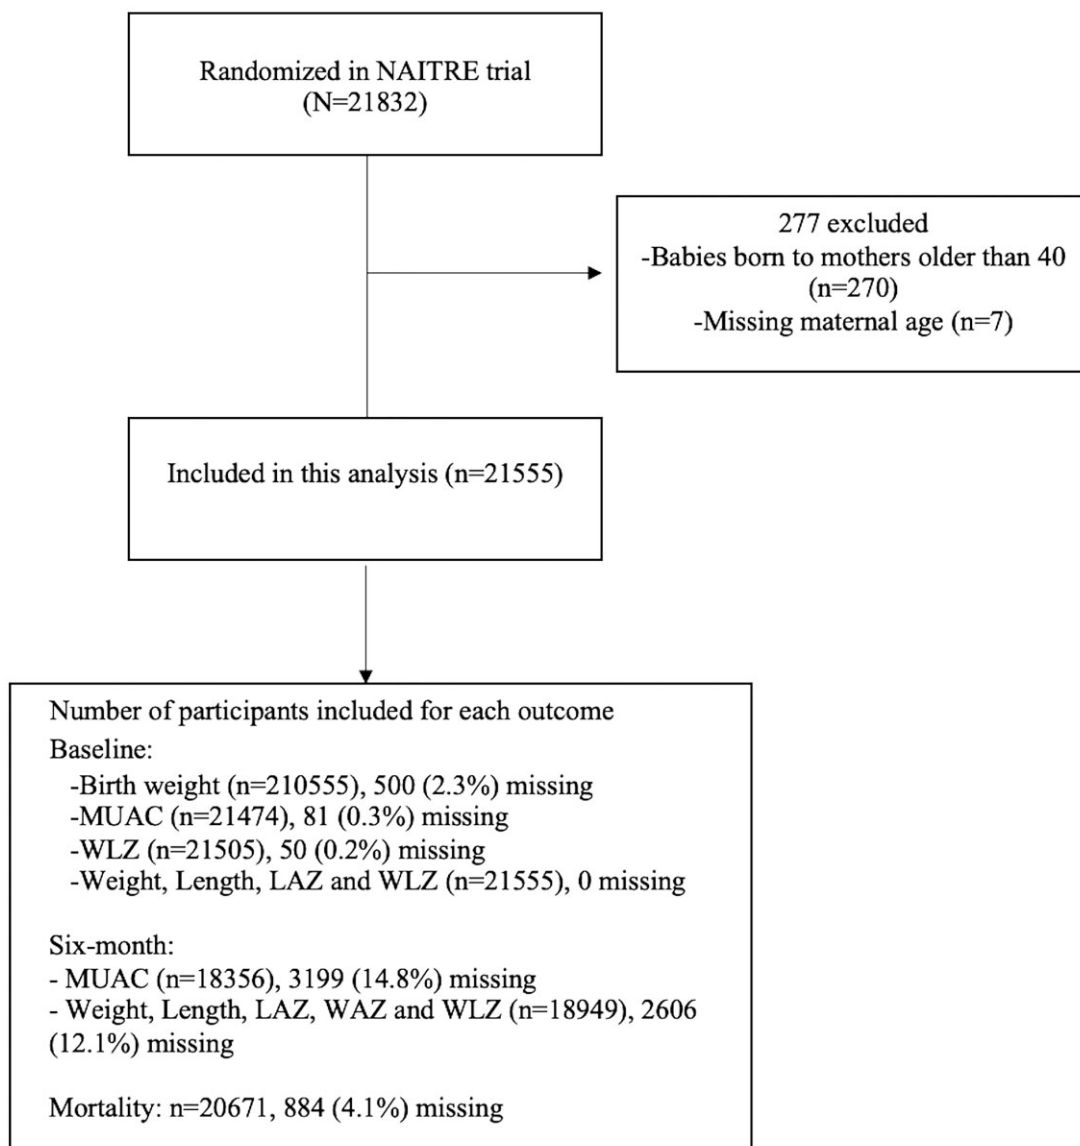 Randomized in NAITRE trial
(N=21832)
277 excluded
-Babies born to mothers older than 40
(n=270)
-Missing maternal age (n=7)
Included in this analysis (n=21555)
Number of participants included for each outcome
Baseline:
-Birth weight (n=210555), 500 (2.3%) missing
-MUAC (n=21474), 81 (0.3%) missing
-WLZ (n=21505), 50 (0.2%) missing
-Weight, Length, LAZ and WLZ (n=21555), 0 missing
Six-month:
- MUAC (n=18356), 3199 (14.8%) missing
- Weight, Length, LAZ, WAZ and WLZ (n=18949), 2606
(12.1%) missing
Mortality: n=20671, 884 (4.1%) missing